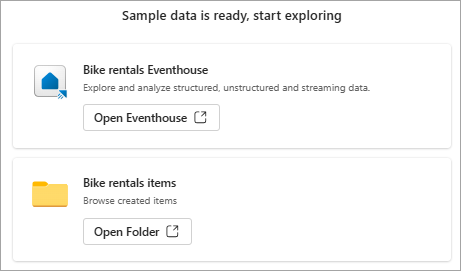 Sample data is ready, start exploring
Bike rentals Eventhouse
Explore and analyze structured, unstructured and streaming data.
Open Eventhouse
Bike rentals items
Browse created items
Open Folder